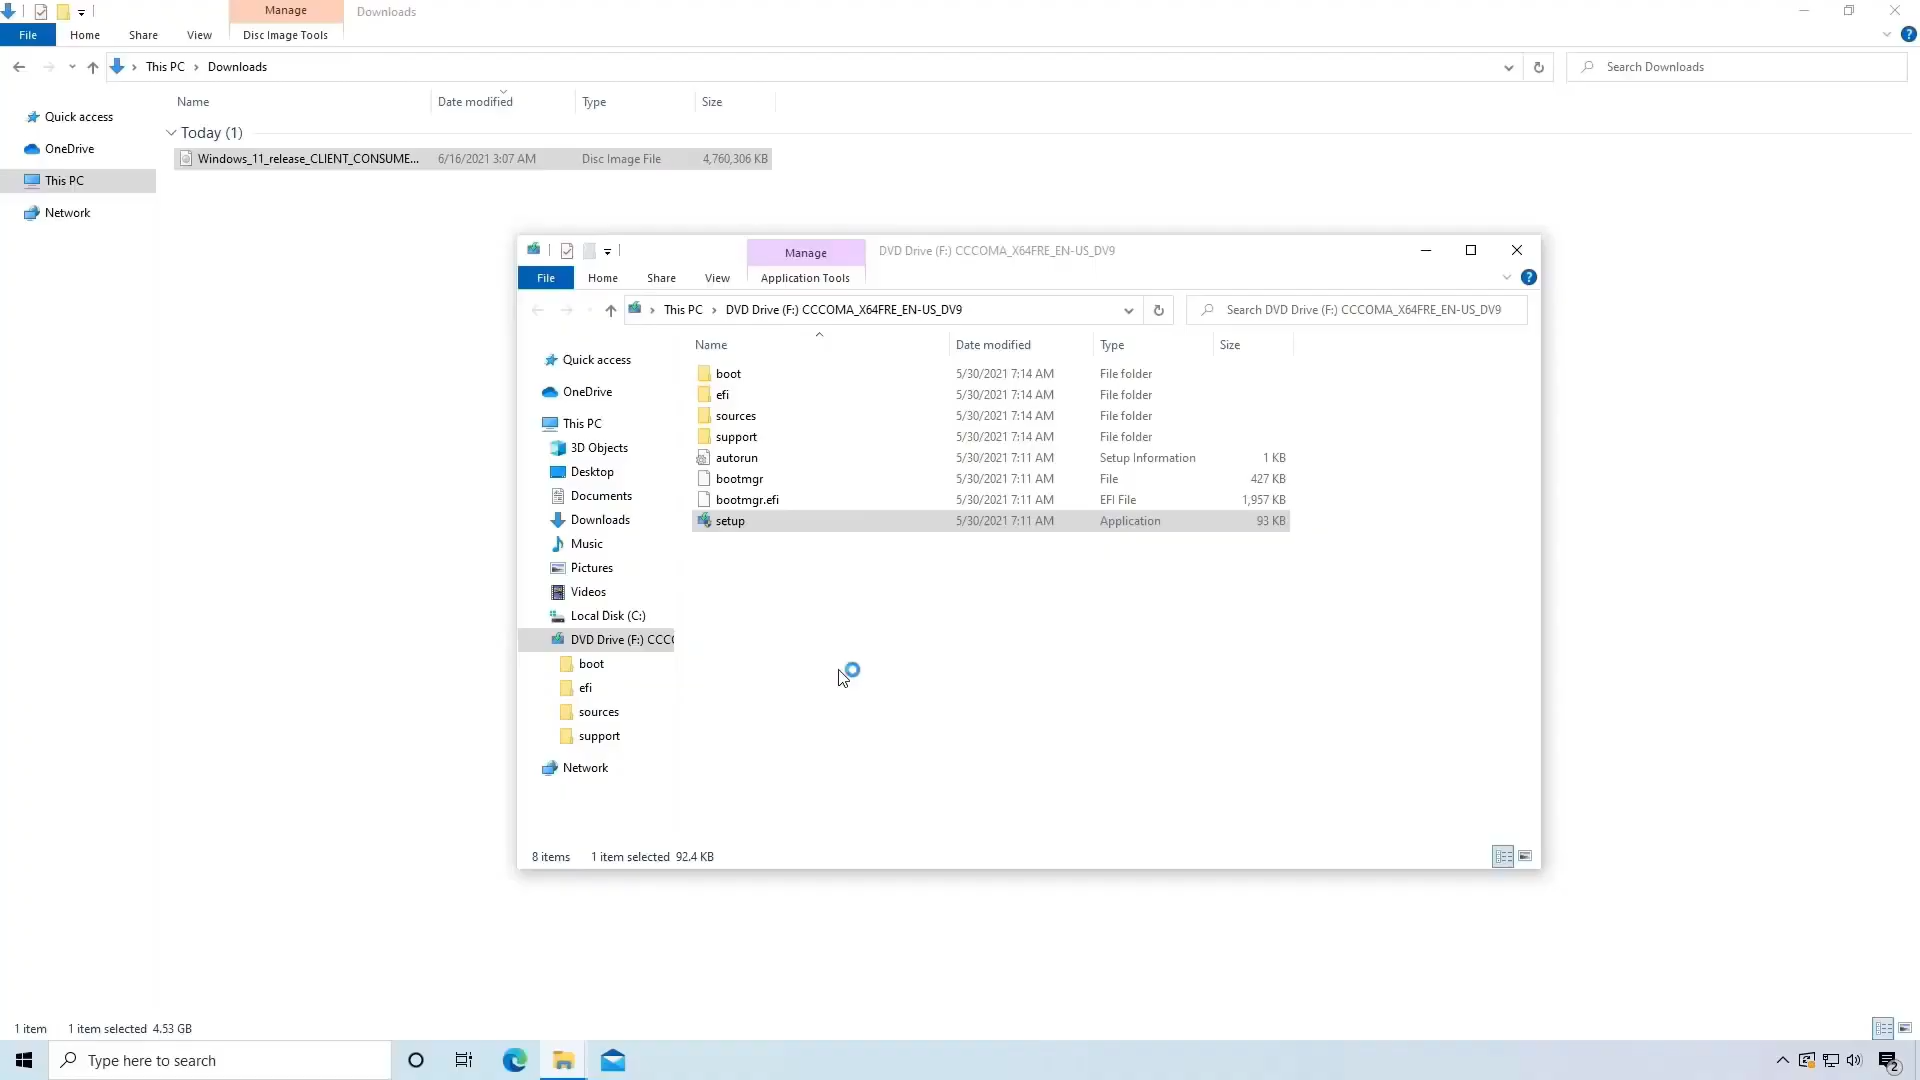 Manage
Downloads
File
Home
Share
View
Disc Image Tools
This PC
Downloads
Search Downloads
Name
Date modified
Type
Size
Today (1)
Windows_11_release_CLIENT_CONSUME...
6/16/2021 3:07 AM
Disc Image File
4,760,306 KB
Quick access
OneDrive
This PC
Network
Manage
DVD Drive (F:) CCCOMA_X64FRE_EN-US_DV9
File
Home
Share
View
Application Tools
This PC
DVD Drive (F:) CCCOMA_X64FRE_EN-US_DV9
Search DVD Drive (F:) CCCOMA_X64FRE_EN-US_DV9
Name
Date modified
Type
Size
Quick access
OneDrive
This PC
3D Objects
Desktop
Documents
Downloads
Music
Pictures
Videos
Local Disk (C:)
DVD Drive (F:) CCC
boot
efi
sources
support
Network
boot 5/30/2021 7:14 AM File folder
efi 5/30/2021 7:14 AM File folder
sources 5/30/2021 7:14 AM File folder
support 5/30/2021 7:14 AM File folder
autorun 5/30/2021 7:11 AM Setup Information 1 KB
bootmgr 5/30/2021 7:11 AM File 427 KB
bootmgr.efi 5/30/2021 7:11 AM EFI File 1,957 KB
setup 5/30/2021 7:11 AM Application 93 KB
8 items
1 item selected 92.4 KB
1 item
1 item selected 4.53 GB
Type here to search
2